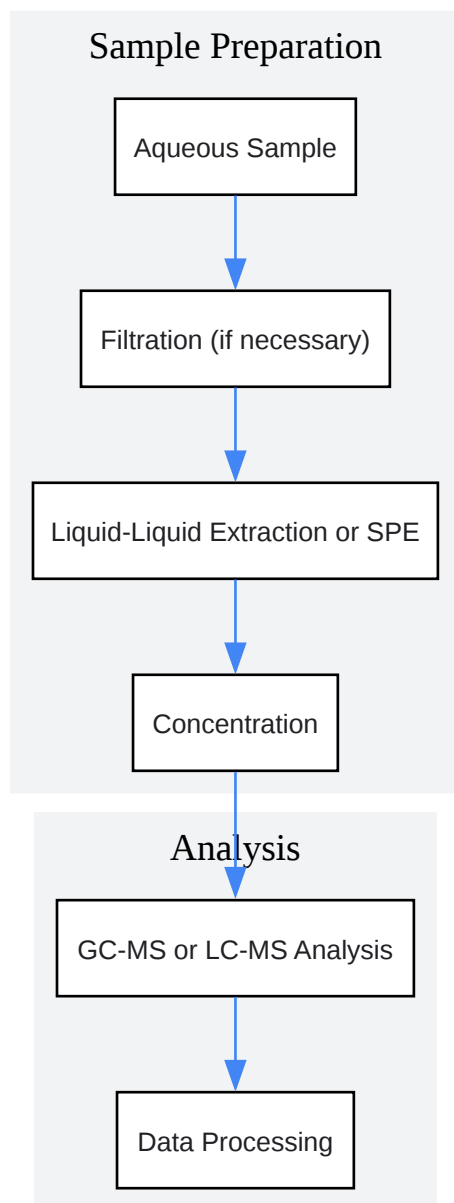 Sample Preparation
Aqueous Sample
Filtration (if necessary)
Liquid-Liquid Extraction or SPE
Concentration
Analysis
GC-MS or LC-MS Analysis
Data Processing